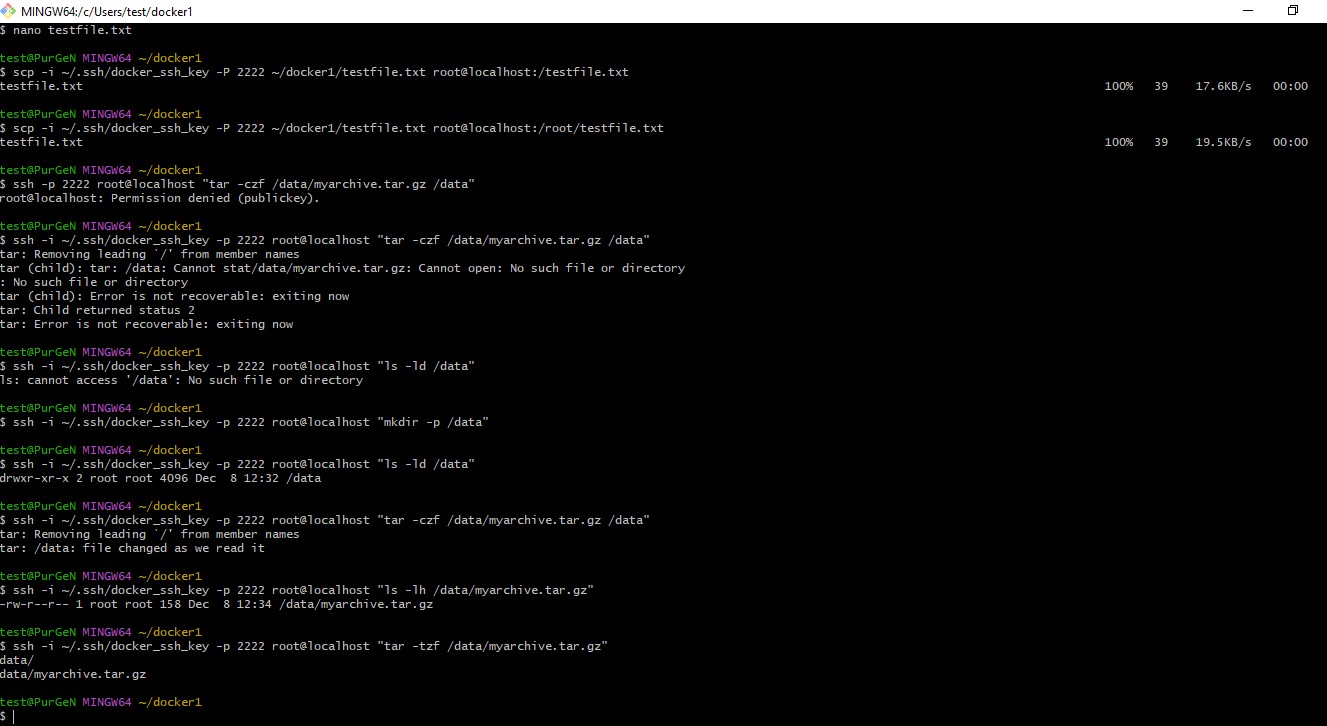 MINGW64:/c/Users/test/docker1
$ nano testfile.txt
test@PurGeN MINGW64 ~/docker1
$ scp -i ~/.ssh/docker_ssh_key -P 2222 ~/docker1/testfile.txt root@localhost:/testfile.txt
testfile.txt 100% 39 17.6KB/s 00:00
test@PurGeN MINGW64 ~/docker1
$ scp -i ~/.ssh/docker_ssh_key -P 2222 ~/docker1/testfile.txt root@localhost:/root/testfile.txt
testfile.txt 100% 39 19.5KB/s 00:00
test@PurGeN MINGW64 ~/docker1
$ ssh -p 2222 root@localhost "tar -czf /data/myarchive.tar.gz /data"
root@localhost: Permission denied (publickey).
test@PurGeN MINGW64 ~/docker1
$ ssh -i ~/.ssh/docker_ssh_key -p 2222 root@localhost "tar -czf /data/myarchive.tar.gz /data"
tar: Removing leading `/' from member names
tar (child): tar: /data: Cannot stat/data/myarchive.tar.gz: Cannot open: No such file or directory
: No such file or directory
tar (child): Error is not recoverable: exiting now
tar: Child returned status 2
tar: Error is not recoverable: exiting now
test@PurGeN MINGW64 ~/docker1
$ ssh -i ~/.ssh/docker_ssh_key -p 2222 root@localhost "ls -ld /data"
ls: cannot access '/data': No such file or directory
test@PurGeN MINGW64 ~/docker1
$ ssh -i ~/.ssh/docker_ssh_key -p 2222 root@localhost "mkdir -p /data"
test@PurGeN MINGW64 ~/docker1
$ ssh -i ~/.ssh/docker_ssh_key -p 2222 root@localhost "ls -ld /data"
drwxr-xr-x 2 root root 4096 Dec  8 12:32 /data
test@PurGeN MINGW64 ~/docker1
$ ssh -i ~/.ssh/docker_ssh_key -p 2222 root@localhost "tar -czf /data/myarchive.tar.gz /data"
tar: Removing leading `/' from member names
tar: /data: file changed as we read it
test@PurGeN MINGW64 ~/docker1
$ ssh -i ~/.ssh/docker_ssh_key -p 2222 root@localhost "ls -lh /data/myarchive.tar.gz"
-rw-r--r-- 1 root root 158 Dec  8 12:34 /data/myarchive.tar.gz
test@PurGeN MINGW64 ~/docker1
$ ssh -i ~/.ssh/docker_ssh_key -p 2222 root@localhost "tar -tzf /data/myarchive.tar.gz"
data/
data/myarchive.tar.gz
test@PurGeN MINGW64 ~/docker1
$